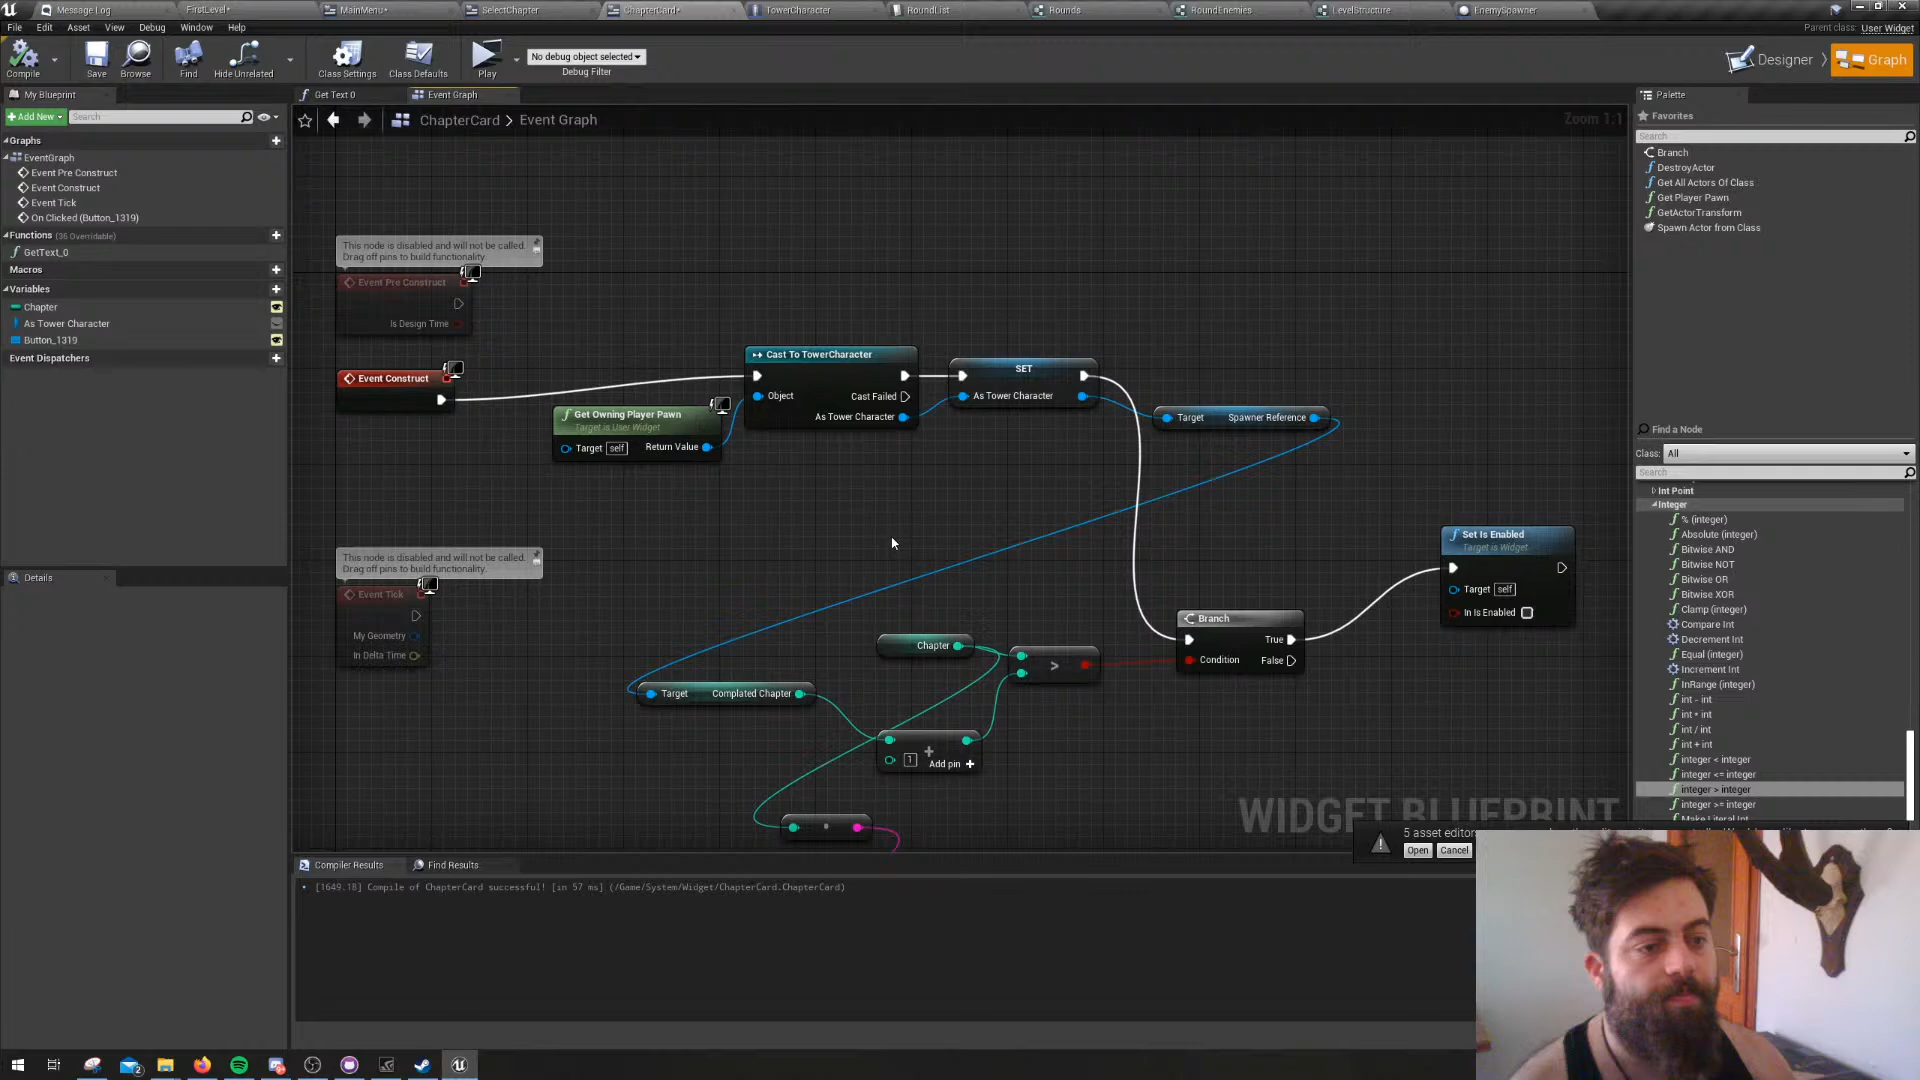 Message Log
FirstLevel*
MainMenu*
SelectChapter
ChapterCard*
TowerCharacter
RoundList
Rounds
RoundEnemies
LevelStructure
EnemySpawner
File Edit Asset View Debug Window Help
Parent class: User Widget
Compile
Save
Browse
Find
Hide Unrelated
Class Settings
Class Defaults
Play
No debug object selected
Debug Filter
Designer
Graph
My Blueprint
Get Text 0
Event Graph
Palette
Add New
Search
ChapterCard > Event Graph
Zoom 1:1
Favorites
Search
Branch
DestroyActor
Get All Actors Of Class
Get Player Pawn
GetActorTransform
Spawn Actor from Class
Graphs
EventGraph
Event Pre Construct
Event Construct
Event Tick
On Clicked (Button_1319)
Functions (36 Overridable)
GetText_0
Macros
Variables
Chapter
As Tower Character
Button_1319
Event Dispatchers
Details
This node is disabled and will not be called.
Drag off pins to build functionality.
Event Pre Construct
Is Design Time
Event Construct
Get Owning Player Pawn
Target is User Widget
Target self
Return Value
Cast To TowerCharacter
Object
Cast Failed
As Tower Character
SET
As Tower Character
Target Spawner Reference
This node is disabled and will not be called.
Drag off pins to build functionality.
Event Tick
My Geometry
In Delta Time
Chapter
>
Target Complated Chapter
+
1
Add pin +
Branch
True
Condition
False
Set Is Enabled
Target is Widget
Target self
In Is Enabled
WIDGET BLUEPRINT
Find a Node
Class: All
Search
Int Point
Integer
% (integer)
Absolute (integer)
Bitwise AND
Bitwise NOT
Bitwise OR
Bitwise XOR
Clamp (integer)
Compare Int
Decrement Int
Equal (integer)
Increment Int
InRange (integer)
int - int
int * int
int / int
int + int
integer < integer
integer <= integer
integer > integer
integer >= integer
Make Literal Int
5 asset editors
Open
Cancel
Compiler Results
Find Results
[1649.18] Compile of ChapterCard successful! [in 57 ms] (/Game/System/Widget/ChapterCard.ChapterCard)
2